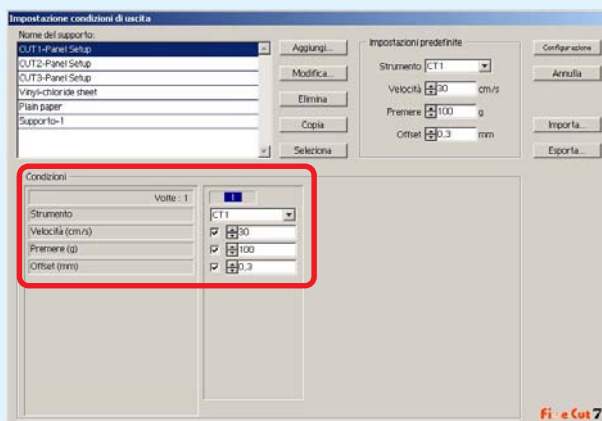 Impostazione condizioni di uscita
Nome del supporto:
CUT1-Panel Setup
CUT2-Panel Setup
CUT3-Panel Setup
Vinyl-chloride sheet
Plain paper
Supporto-1
Aggiungi...
Modifica...
Elimina
Copia
Seleziona
Impostazioni predefinite
Strumento CT1
Velocità 30 cm/s
Premere 100 g
Offset 0,3 mm
Configurazione
Annulla
Importa...
Esporta...
Condizioni
Volte : 1 1
Strumento CT1
Velocità (cm/s) 30
Premere (g) 100
Offset (mm) 0,3
Fine Cut 7